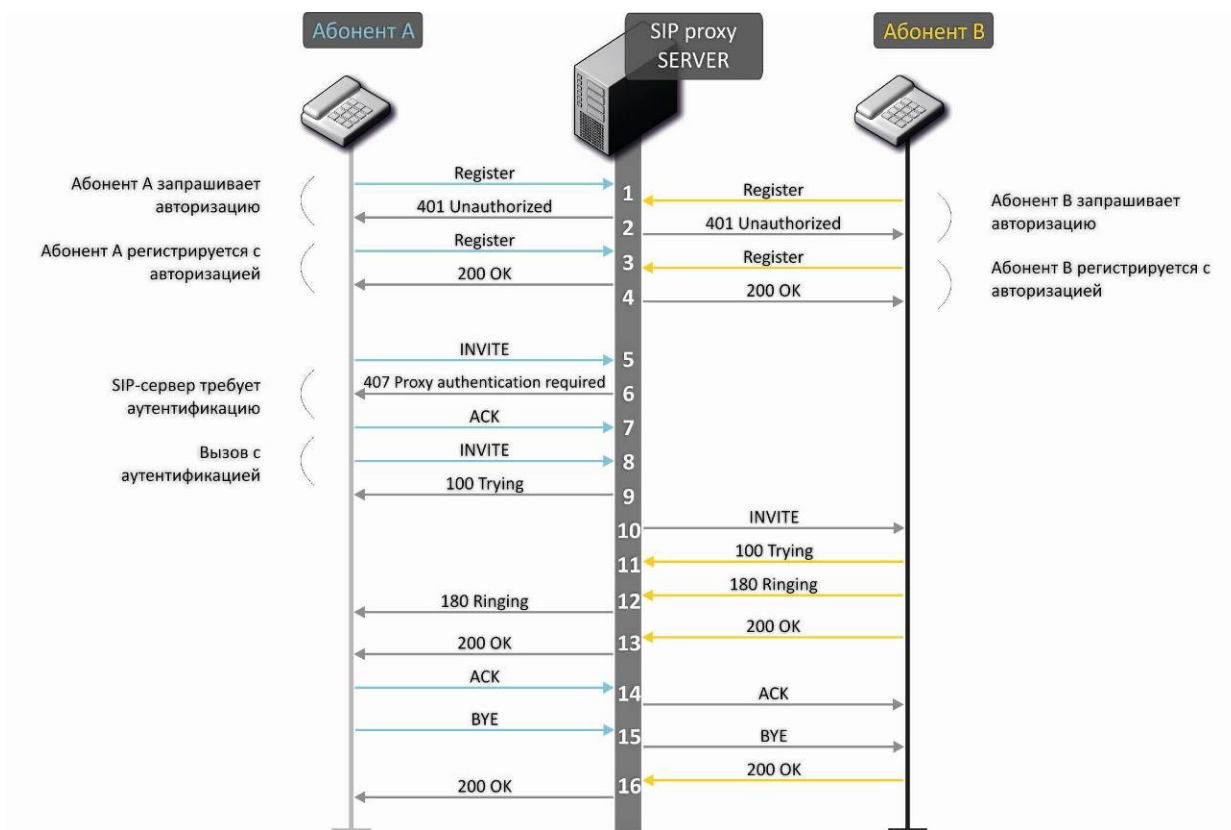 Абонент А
SIP proxy
SERVER
Абонент В
Абонент А запрашивает
авторизацию
Register
1
Register
Абонент В запрашивает
авторизацию
401 Unauthorized
2
401 Unauthorized
Абонент А регистрируется с
авторизацией
Register
3
Register
Абонент В регистрируется с
авторизацией
200 OK
4
200 OK
INVITE
5
SIP-сервер требует
аутентификацию
407 Proxy authentication required
6
ACK
7
Вызов с
аутентификацией
INVITE
8
100 Trying
9
INVITE
10
100 Trying
11
180 Ringing
12
180 Ringing
200 OK
13
200 OK
ACK
14
ACK
BYE
15
BYE
200 OK
16
200 OK